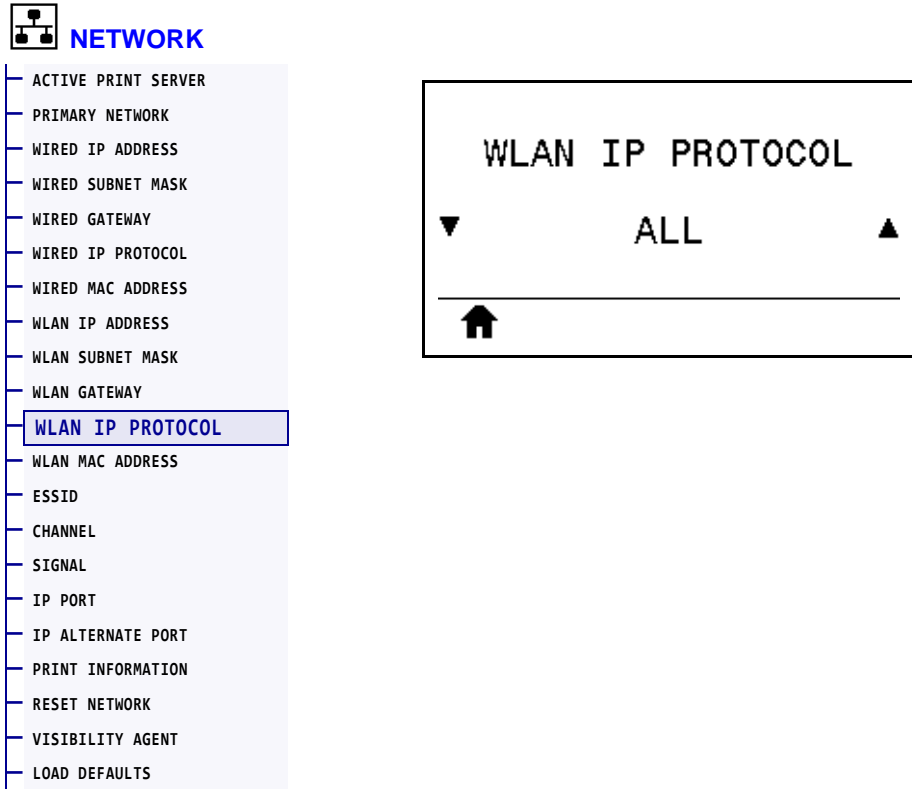 NETWORK
ACTIVE PRINT SERVER
PRIMARY NETWORK
WIRED IP ADDRESS
WIRED SUBNET MASK
WIRED GATEWAY
WIRED IP PROTOCOL
WIRED MAC ADDRESS
WLAN IP ADDRESS
WLAN SUBNET MASK
WLAN GATEWAY
WLAN IP PROTOCOL
WLAN MAC ADDRESS
ESSID
CHANNEL
SIGNAL
IP PORT
IP ALTERNATE PORT
PRINT INFORMATION
RESET NETWORK
VISIBILITY AGENT
LOAD DEFAULTS
WLAN IP PROTOCOL
ALL